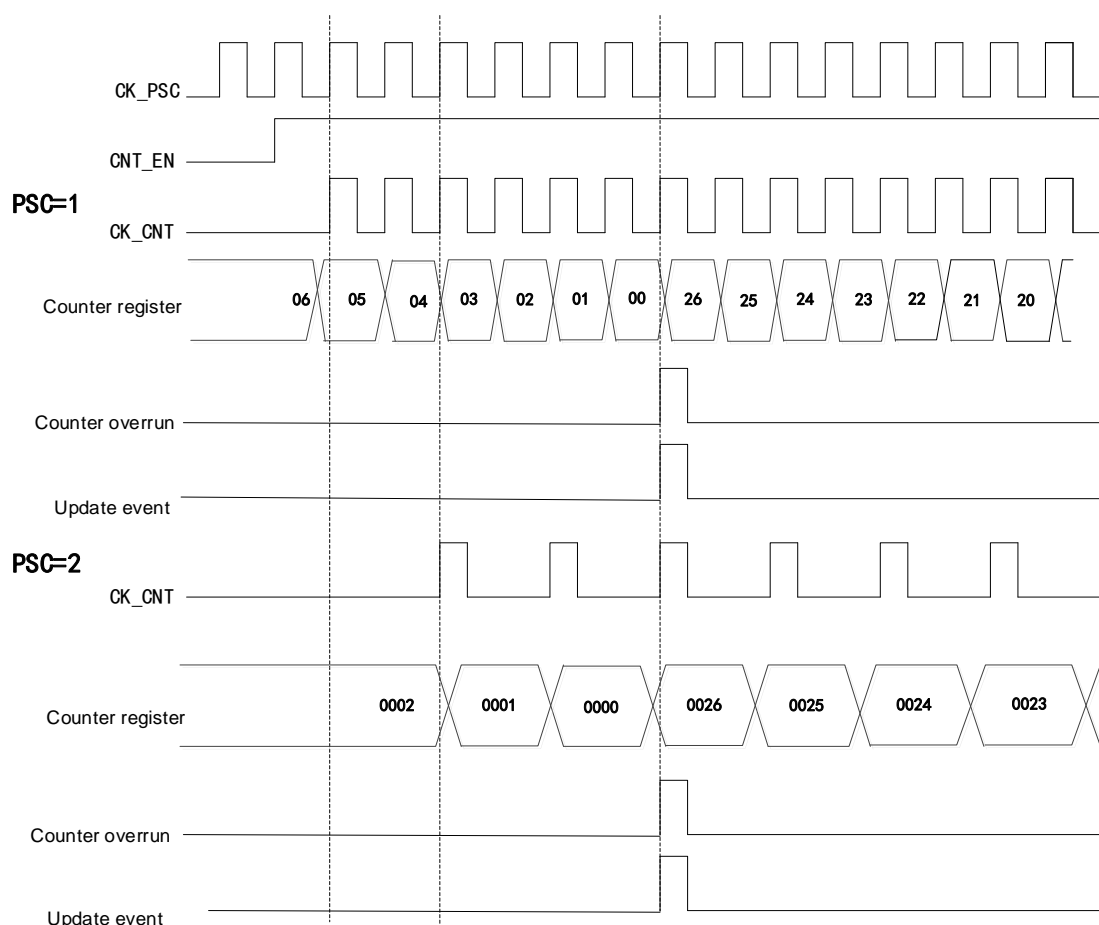 CK_PSC
CNT_EN
PSC=1
CK_CNT
Counter register 06 05 04 03 02 01 00 26 25 24 23 22 21 20
Counter overrun
Update event
PSC=2
CK_CNT
Counter register 0002 0001 0000 0026 0025 0024 0023
Counter overrun
Update event